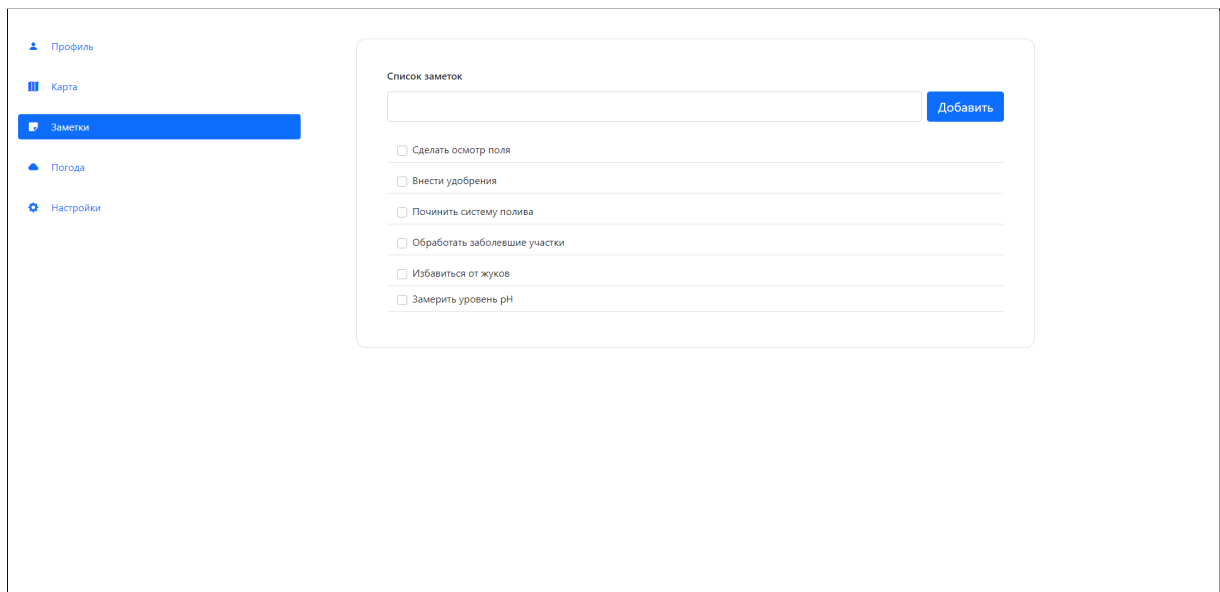 Профиль
Карта
Заметки
Погода
Настройки
Список заметок
Добавить
Сделать осмотр поля
Внести удобрения
Починить систему полива
Обработать заболевшие участки
Избавиться от жуков
Замерить уровень pH